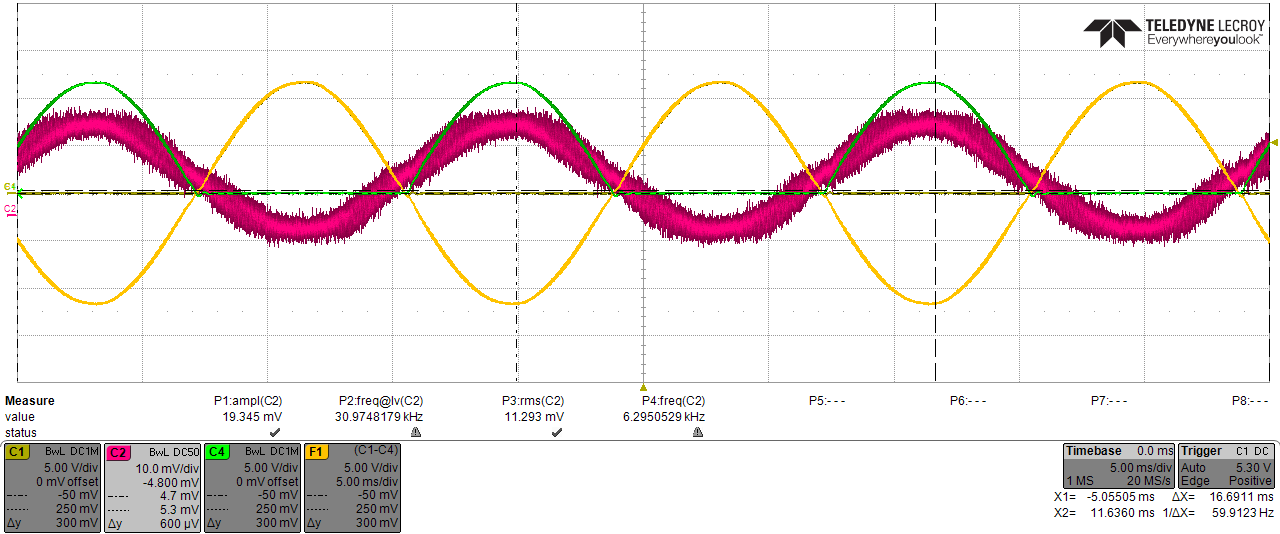 TELEDYNE LECROY
Everywhereyoulook™
C2
Measure P1:ampl(C2) P2:freq@lv(C2) P3:rms(C2) P4:freq(C2) P5:- - - P6:- - - P7:- - - P8:- - -
value 19.345 mV 30.9748179 kHz 11.293 mV 6.2950529 kHz
status
C1 BwL DC1M
5.00 V/div
0 mV offset
-50 mV
250 mV
Δy 300 mV
C2 BwL DC50
10.0 mV/div
-4.800 mV
4.7 mV
5.3 mV
Δy 600 µV
C4 BwL DC1M
5.00 V/div
0 mV offset
-50 mV
250 mV
Δy 300 mV
F1 (C1-C4)
5.00 V/div
5.00 ms/div
-50 mV
250 mV
Δy 300 mV
Timebase 0.0 ms
5.00 ms/div
1 MS 20 MS/s
Trigger C1 DC
Auto 5.30 V
Edge Positive
X1= -5.05505 ms ΔX= 16.6911 ms
X2= 11.6360 ms 1/ΔX= 59.9123 Hz